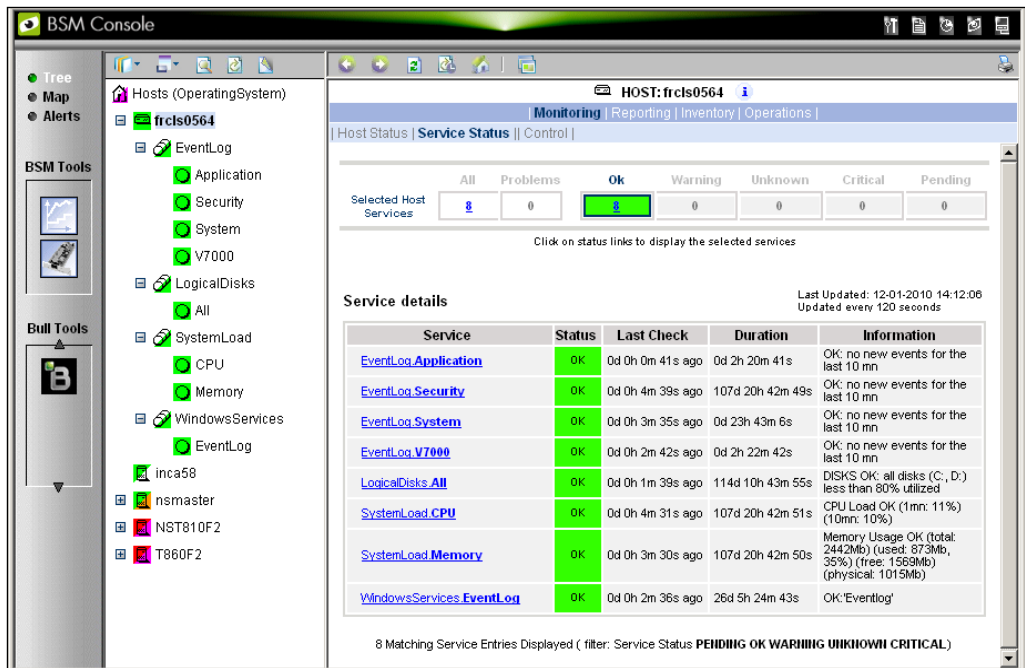 BSM Console
Tree
Map
Alerts
BSM Tools
Bull Tools
B
Hosts (OperatingSystem)
frcls0564
EventLog
Application
Security
System
V7000
LogicalDisks
All
SystemLoad
CPU
Memory
WindowsServices
EventLog
inca58
nsmaster
NST810F2
T860F2
HOST: frcls0564 i
| Monitoring | Reporting | Inventory | Operations |
| Host Status | Service Status || Control |
All Problems Ok Warning Unknown Critical Pending
Selected Host
Services
8 0 8 0 0 0 0
Click on status links to display the selected services
Service details
Last Updated: 12-01-2010 14:12:06
Updated every 120 seconds
Service Status Last Check Duration Information
EventLog.Application OK 0d 0h 0m 41s ago 0d 2h 20m 41s OK: no new events for the
last 10 mn
EventLog.Security OK 0d 0h 4m 39s ago 107d 20h 42m 49s OK: no new events for the
last 10 mn
EventLog.System OK 0d 0h 3m 35s ago 0d 23h 43m 6s OK: no new events for the
last 10 mn
EventLog.V7000 OK 0d 0h 2m 42s ago 0d 2h 22m 42s OK: no new events for the
last 10 mn
LogicalDisks.All OK 0d 0h 1m 39s ago 114d 10h 43m 55s DISKS OK: all disks (C:, D:)
less than 80% utilized
SystemLoad.CPU OK 0d 0h 4m 31s ago 107d 20h 42m 51s CPU Load OK (1mn: 11%)
(10mn: 10%)
SystemLoad.Memory OK 0d 0h 3m 30s ago 107d 20h 42m 50s Memory Usage OK (total:
2442Mb) (used: 873Mb,
35%) (free: 1569Mb)
(physical: 1015Mb)
WindowsServices.EventLog OK 0d 0h 2m 36s ago 26d 5h 24m 43s OK:'Eventlog'
8 Matching Service Entries Displayed ( filter: Service Status PENDING OK WARNING UNKNOWN CRITICAL)